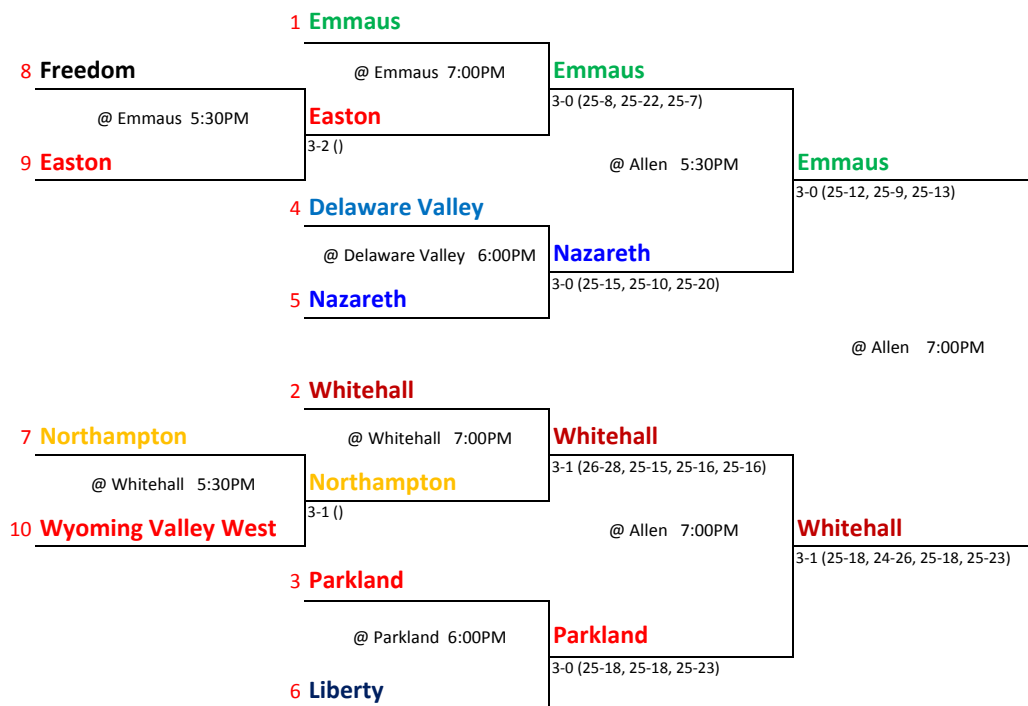 1 Emmaus
8 Freedom
@ Emmaus 7:00PM
Emmaus
3-0 (25-8, 25-22, 25-7)
@ Emmaus 5:30PM
Easton
3-2 ()
9 Easton
@ Allen 5:30PM
Emmaus
3-0 (25-12, 25-9, 25-13)
4 Delaware Valley
@ Delaware Valley 6:00PM
Nazareth
3-0 (25-15, 25-10, 25-20)
5 Nazareth
@ Allen 7:00PM
2 Whitehall
7 Northampton
@ Whitehall 7:00PM
Whitehall
3-1 (26-28, 25-15, 25-16, 25-16)
@ Whitehall 5:30PM
Northampton
3-1 ()
10 Wyoming Valley West
@ Allen 7:00PM
Whitehall
3-1 (25-18, 24-26, 25-18, 25-23)
3 Parkland
@ Parkland 6:00PM
Parkland
3-0 (25-18, 25-18, 25-23)
6 Liberty